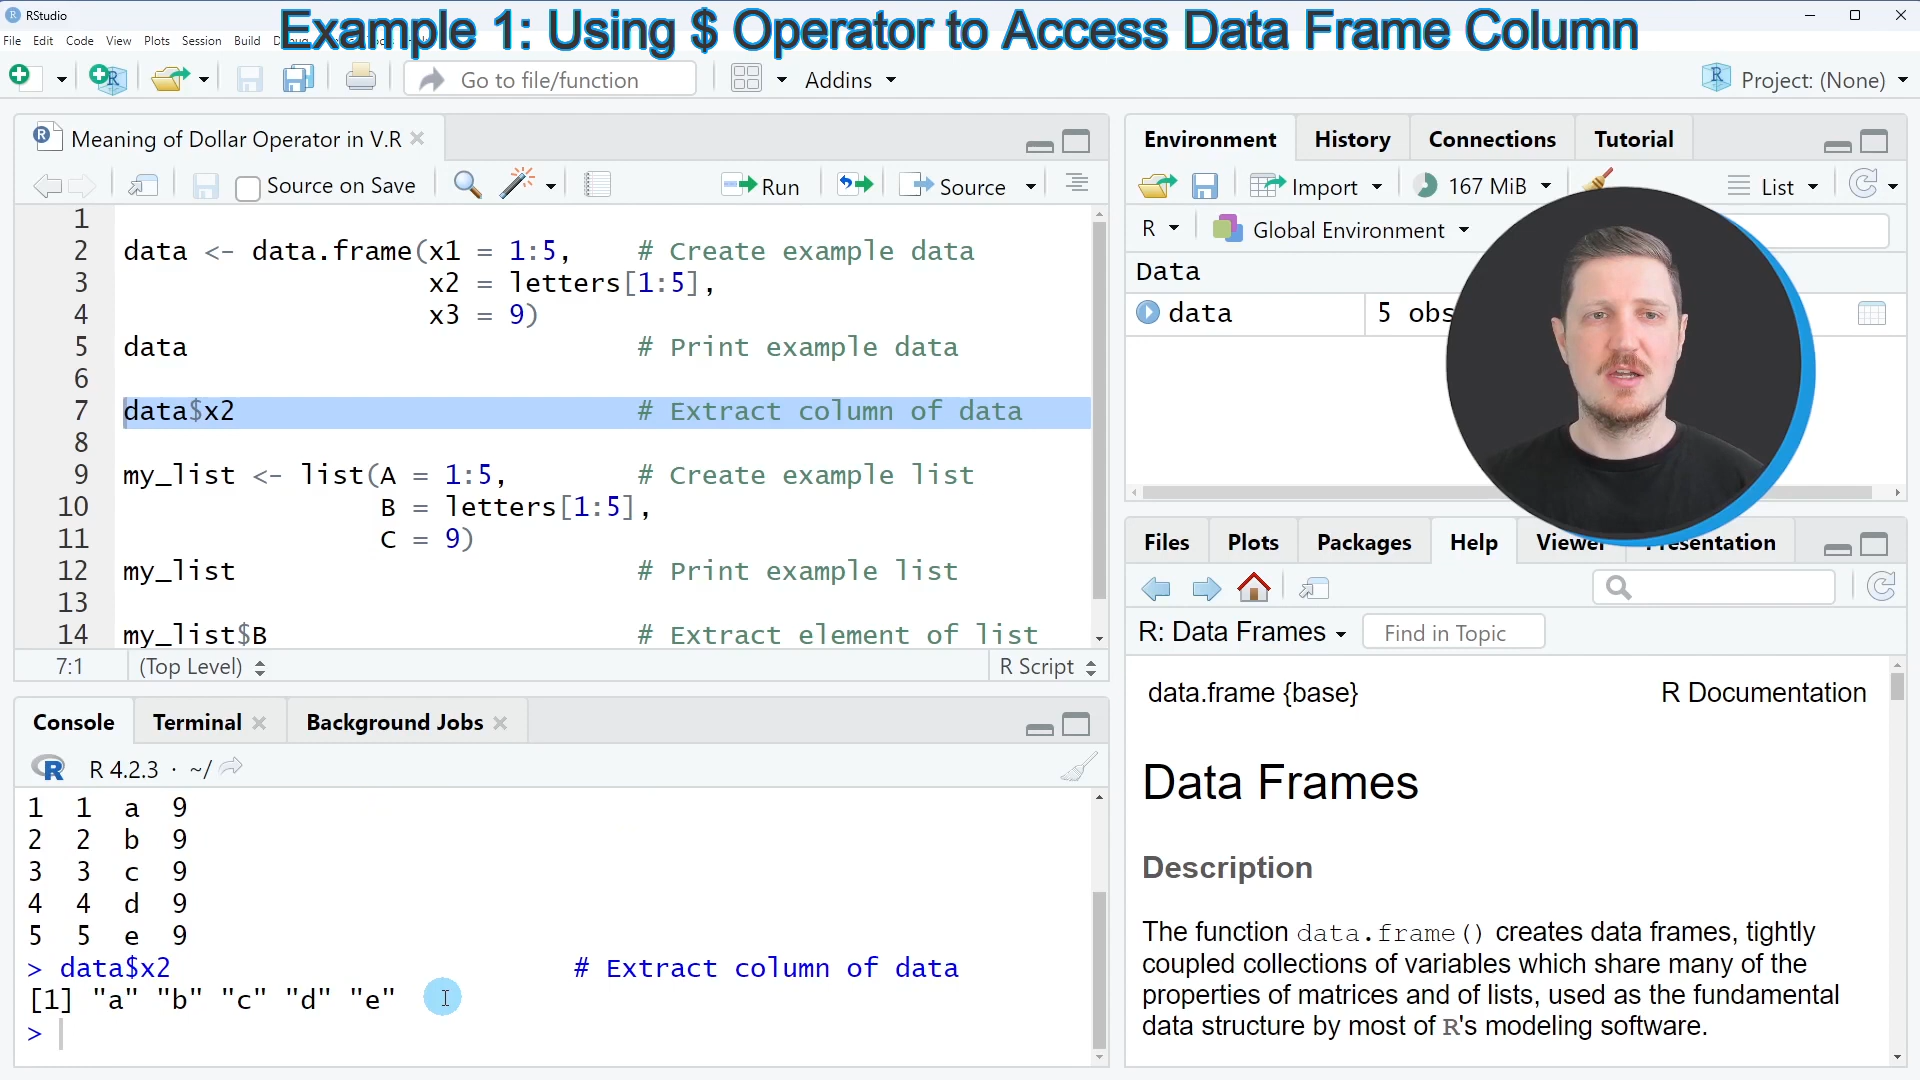 RStudio
Example 1: Using $ Operator to Access Data Frame Column
File Edit Code View Plots Session Build
Go to file/function
Addins
Project: (None)
Meaning of Dollar Operator in V.R
Source on Save
Run
Source
1
2 data <- data.frame(x1 = 1:5, # Create example data
3 x2 = letters[1:5],
4 x3 = 9)
5 data # Print example data
6
7 data$x2 # Extract column of data
8
9 my_list <- list(A = 1:5, # Create example list
10 B = letters[1:5],
11 C = 9)
12 my_list # Print example list
13
14 my_list$B # Extract element of list
7:1 (Top Level) R Script
Console Terminal Background Jobs
R 4.2.3 · ~/
1 1 a 9
2 2 b 9
3 3 c 9
4 4 d 9
5 5 e 9
> data$x2 # Extract column of data
[1] "a" "b" "c" "d" "e"
>
Environment History Connections Tutorial
Import 167 MiB List
R Global Environment
Data
data 5 obs
Files Plots Packages Help Viewer Presentation
R: Data Frames Find in Topic
data.frame {base} R Documentation
Data Frames
Description
The function data.frame() creates data frames, tightly
coupled collections of variables which share many of the
properties of matrices and of lists, used as the fundamental
data structure by most of R's modeling software.